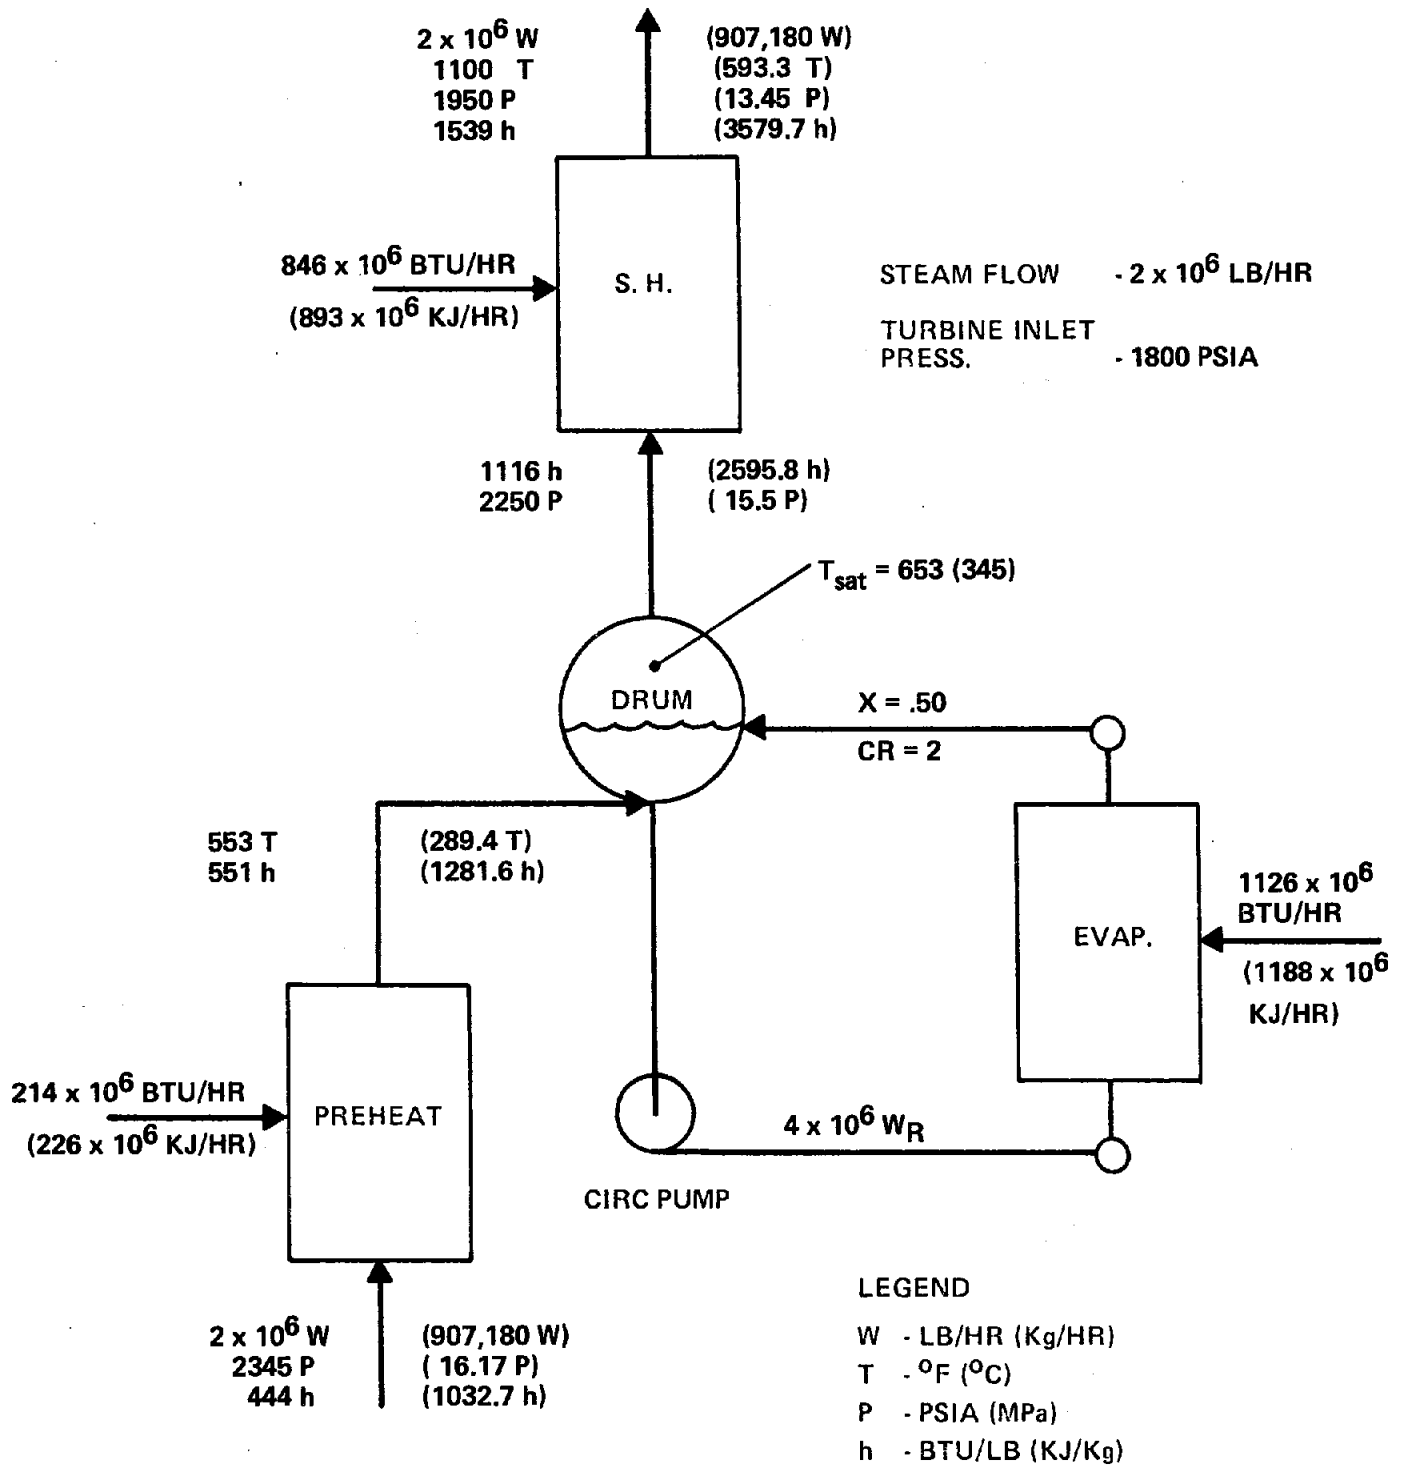 2 x 10⁶ W (907,180 W)
1100 T (593.3 T)
1950 P (13.45 P)
1539 h (3579.7 h)
846 x 10⁶ BTU/HR
(893 x 10⁶ KJ/HR)
S. H.
STEAM FLOW - 2 x 10⁶ LB/HR
TURBINE INLET
PRESS. - 1800 PSIA
1116 h (2595.8 h)
2250 P ( 15.5 P)
Tsat = 653 (345)
DRUM
X = .50
CR = 2
553 T (289.4 T)
551 h (1281.6 h)
1126 x 10⁶
BTU/HR
EVAP.
(1188 x 10⁶
KJ/HR)
214 x 10⁶ BTU/HR
(226 x 10⁶ KJ/HR)
PREHEAT
4 x 10⁶ WR
CIRC PUMP
2 x 10⁶ W (907,180 W)
2345 P ( 16.17 P)
444 h (1032.7 h)
LEGEND
W - LB/HR (Kg/HR)
T - ⁰F (⁰C)
P - PSIA (MPa)
h - BTU/LB (KJ/Kg)